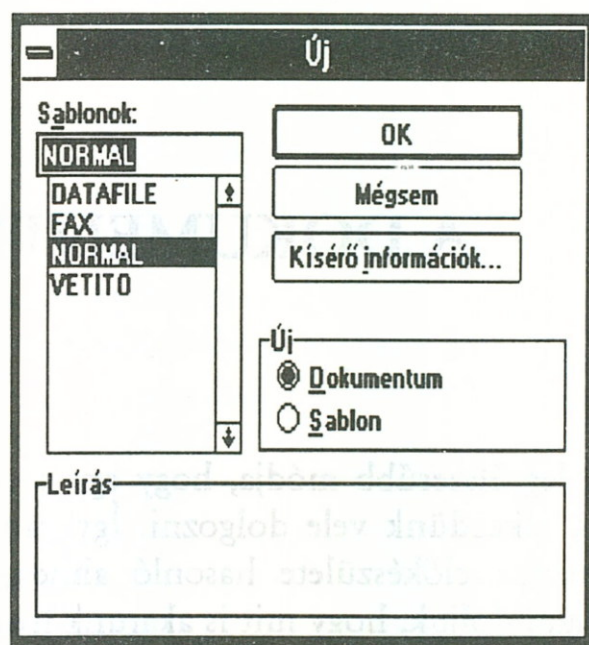 Új
Sablonok:
NORMAL
DATAFILE
FAX
NORMAL
VETITO
OK
Mégsem
Kísérő információk...
Új
Dokumentum
Sablon
Leírás